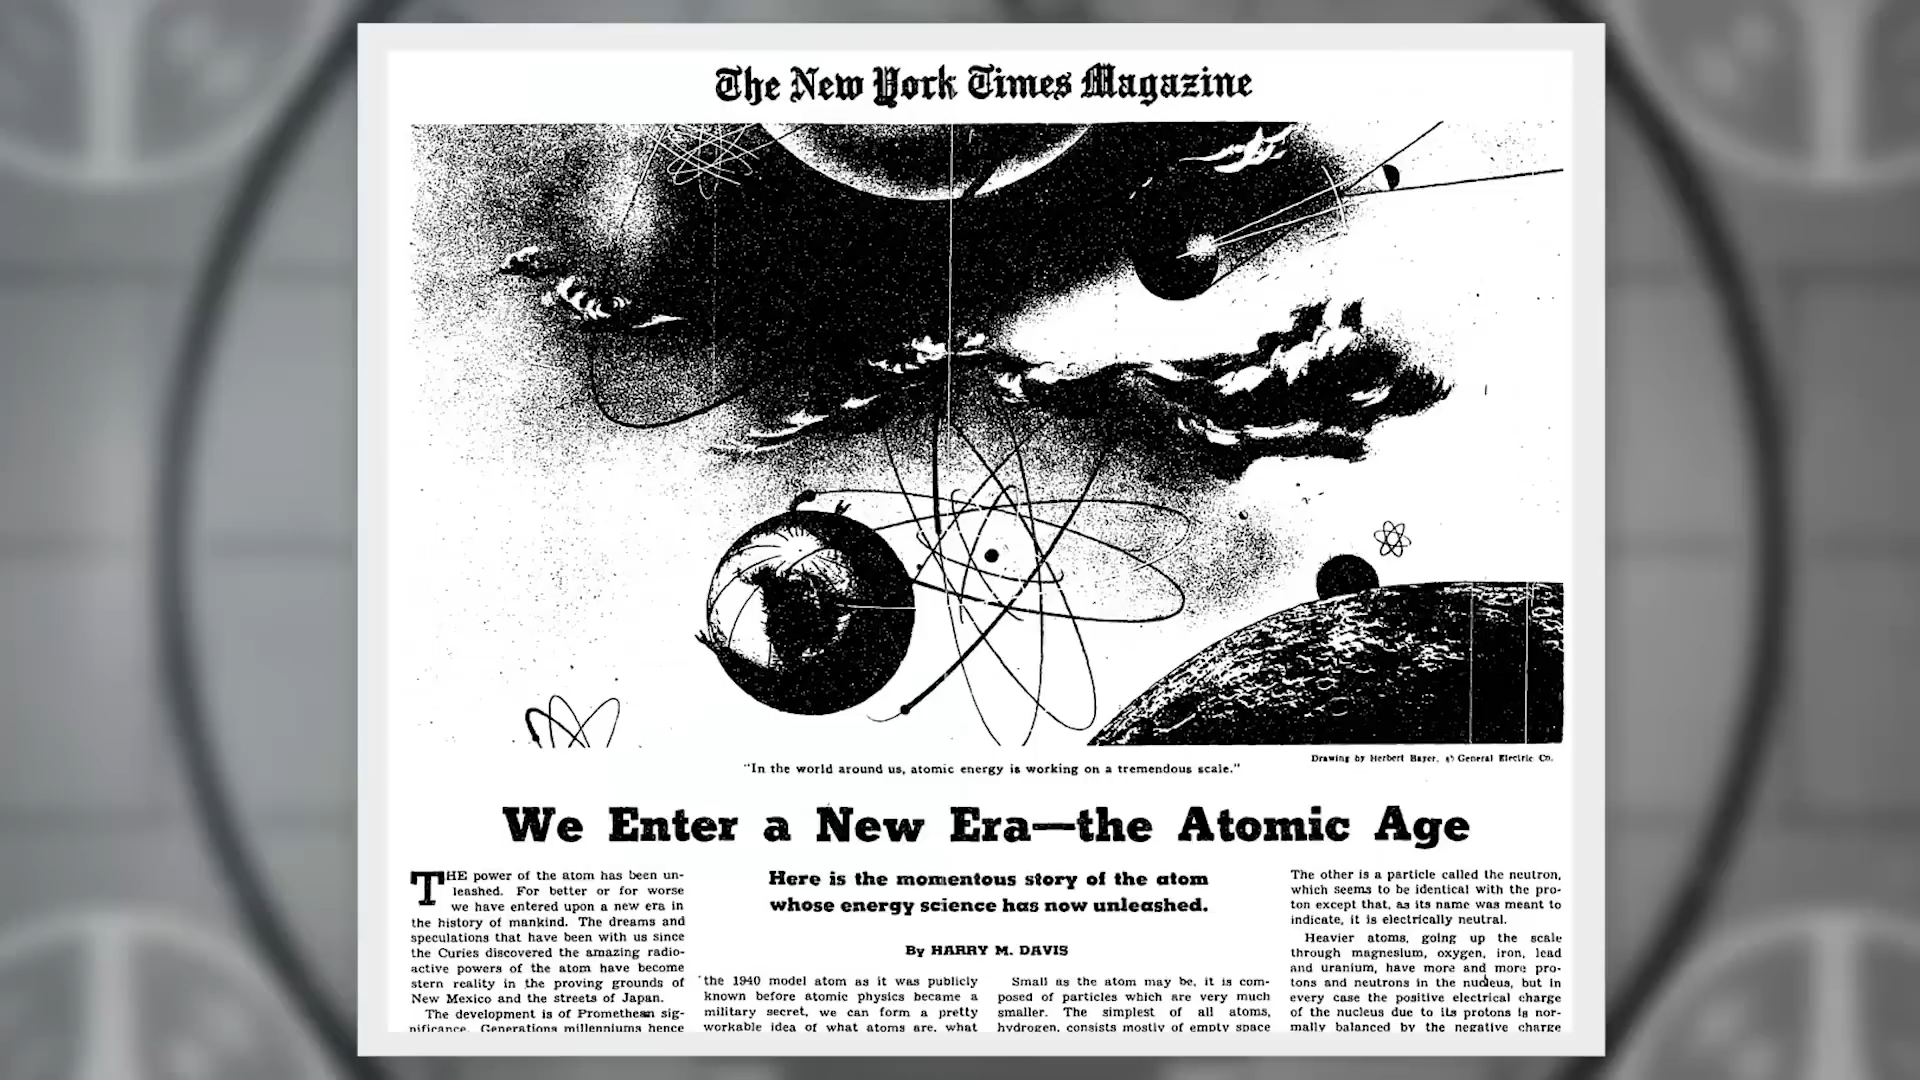 The New York Times Magazine
"In the world around us, atomic energy is working on a tremendous scale."
Drawing by Herbert Bayer, © General Electric Co.
We Enter a New Era—the Atomic Age
Here is the momentous story of the atom
whose energy science has now unleashed.
By HARRY M. DAVIS
THE power of the atom has been un-
leashed. For better or for worse
we have entered upon a new era in
the history of mankind. The dreams and
speculations that have been with us since
the Curies discovered the amazing radio-
active powers of the atom have become
stern reality in the proving grounds of
New Mexico and the streets of Japan.
The development is of Promethean sig-
nificance. Generations millenniums hence
the 1940 model atom as it was publicly
known before atomic physics became a
military secret, we can form a pretty
workable idea of what atoms are, what
Small as the atom may be, it is com-
posed of particles which are very much
smaller. The simplest of all atoms,
hydrogen, consists mostly of empty space
The other is a particle called the neutron,
which seems to be identical with the pro-
ton except that, as its name was meant to
indicate, it is electrically neutral.
Heavier atoms, going up the scale
through magnesium, oxygen, iron, lead
and uranium, have more and more pro-
tons and neutrons in the nucleus, but in
every case the positive electrical charge
of the nucleus due to its protons is nor-
mally balanced by the negative charge